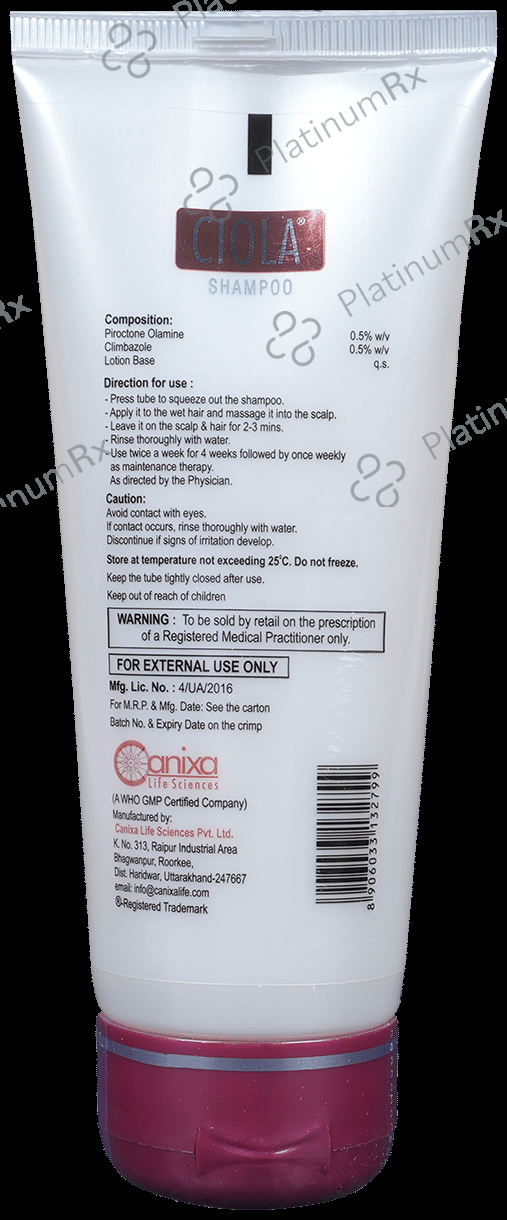 PlatinumRx
PlatinumRx
CIOLA®
SHAMPOO
PlatinumRx
Composition:
Piroctone Olamine 0.5% w/v
Climbazole 0.5% w/v
Lotion Base q.s.
Direction for use :
- Press tube to squeeze out the shampoo.
- Apply it to the wet hair and massage it into the scalp.
- Leave it on the scalp & hair for 2-3 mins.
- Rinse thoroughly with water.
- Use twice a week for 4 weeks followed by once weekly
as maintenance therapy.
As directed by the Physician.
Caution:
Avoid contact with eyes.
If contact occurs, rinse thoroughly with water.
Discontinue if signs of irritation develop.
Store at temperature not exceeding 25°C. Do not freeze.
Keep the tube tightly closed after use.
Keep out of reach of children
WARNING : To be sold by retail on the prescription
of a Registered Medical Practitioner only.
FOR EXTERNAL USE ONLY
Mfg. Lic. No. : 4/UA/2016
For M.R.P. & Mfg. Date: See the carton
Batch No. & Expiry Date on the crimp
Canixa
Life Sciences
(A WHO GMP Certified Company)
Manufactured by:
Canixa Life Sciences Pvt. Ltd.
K. No. 313, Raipur Industrial Area
Bhagwanpur, Roorkee,
Dist. Haridwar, Uttarakhand-247667
email: info@canixalife.com
®-Registered Trademark
8 906033 132799